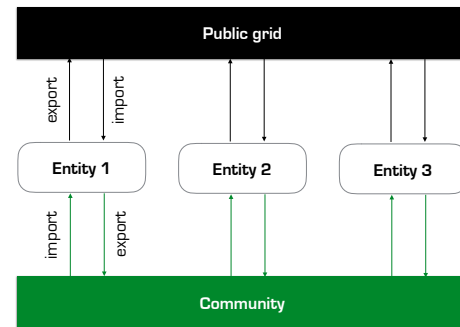 Public grid
export
import
Entity 1
Entity 2
Entity 3
import
export
Community